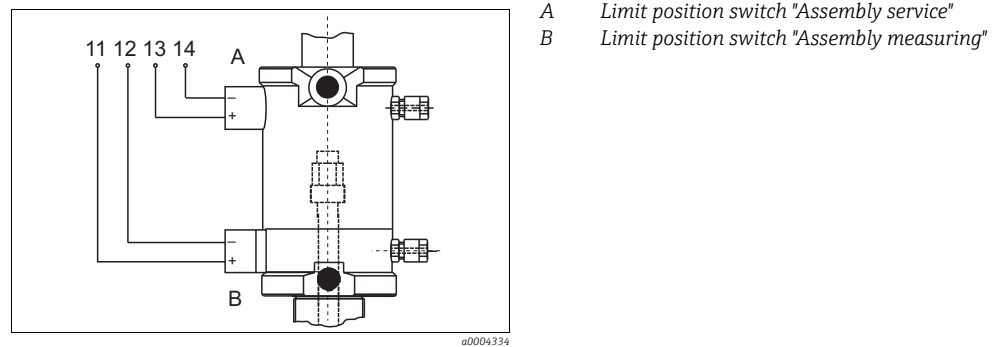 A Limit position switch "Assembly service"
B Limit position switch "Assembly measuring"
11 12 13 14
A
–
+
–
+
B
a0004334